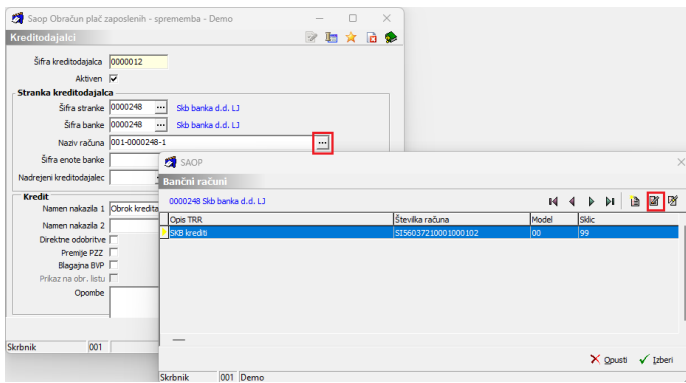 Saop Obračun plač zaposlenih - sprememba - Demo
Kreditodajalci
Šifra kreditodajalca 0000012
Aktiven
Stranka kreditodajalca
Šifra stranke 0000248 ... Skb banka d.d. LJ
Šifra banke 0000248 ... Skb banka d.d. LJ
Naziv računa 001-0000248-1 ...
Šifra enote banke
Nadrejeni kreditodajalec
Kredit
Namen nakazila 1 Obrok kredita
Namen nakazila 2
Direktne odobritve
Premije PZZ
Blagajna BVP
Prikaz na obr. listu
Opombe
Skrbnik 001
SAOP
Bančni računi
0000248 Skb banka d.d. LJ
Opis TRR Številka računa Model Sklic
SKB krediti SI56037210001000102 00 99
Opusti Izberi
Skrbnik 001 Demo